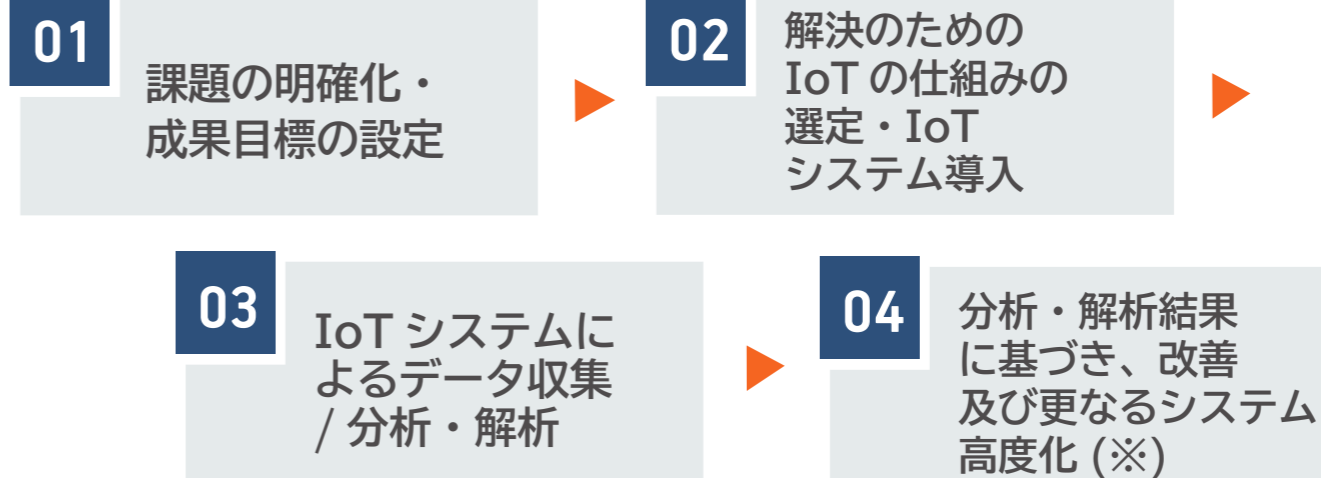 01
課題の明確化・
成果目標の設定
02
解決のための
IoT の仕組みの
選定・IoT
システム導入
03
IoT システムに
よるデータ収集
/ 分析・解析
04
分析・解析結果
に基づき、改善
及び更なるシステム
高度化 (※)